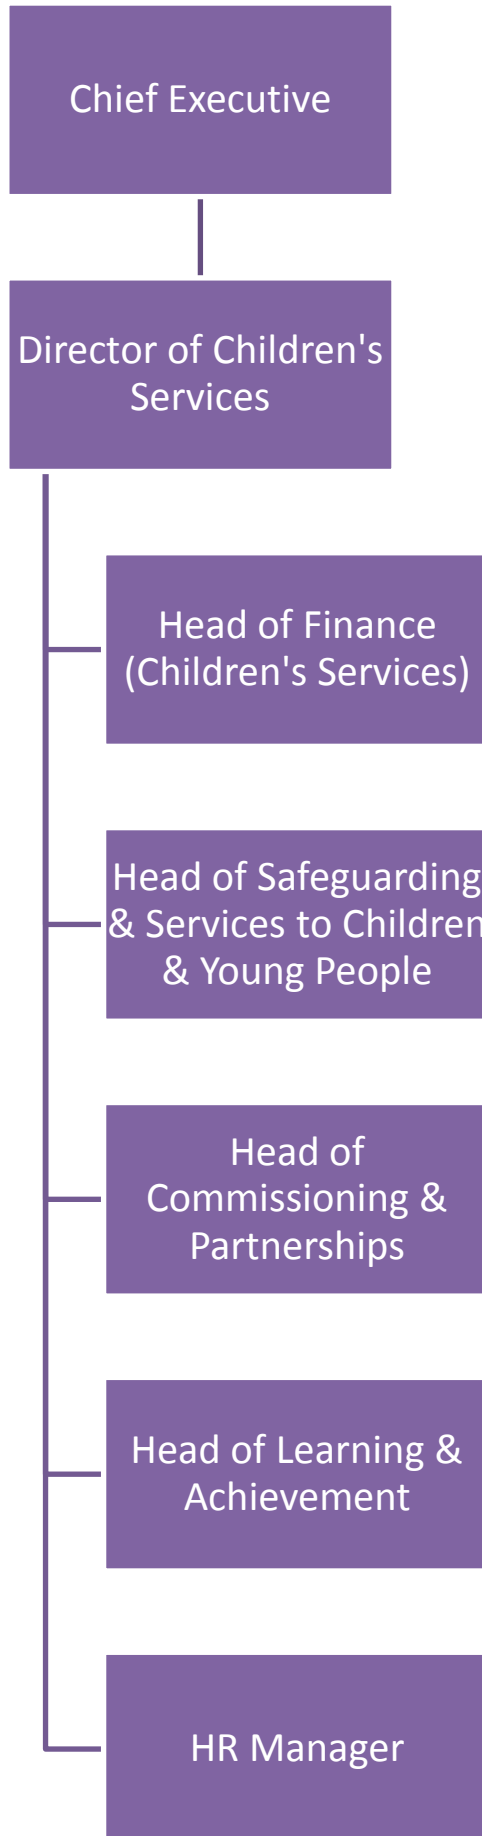 Chief Executive
Director of Children's
Services
Head of Finance
(Children's Services)
Head of Safeguarding
& Services to Children
& Young People
Head of
Commissioning &
Partnerships
Head of Learning &
Achievement
HR Manager